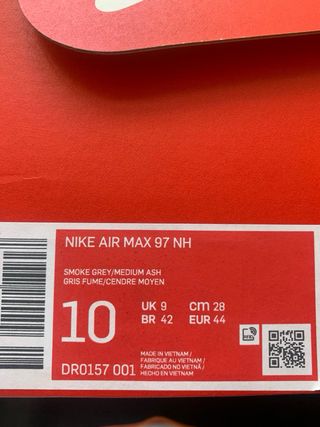 NIKE AIR MAX 97 NH
SMOKE GREY/MEDIUM ASH
GRIS FUME/CENDRE MOYEN
10
UK 9 cm 28
BR 42 EUR 44
RFID
DR0157 001
MADE IN VIETNAM /
FABRIQUE AU VIETNAM /
FABRICADO NO VIETNÃ /
HECHO EN VIETNAM